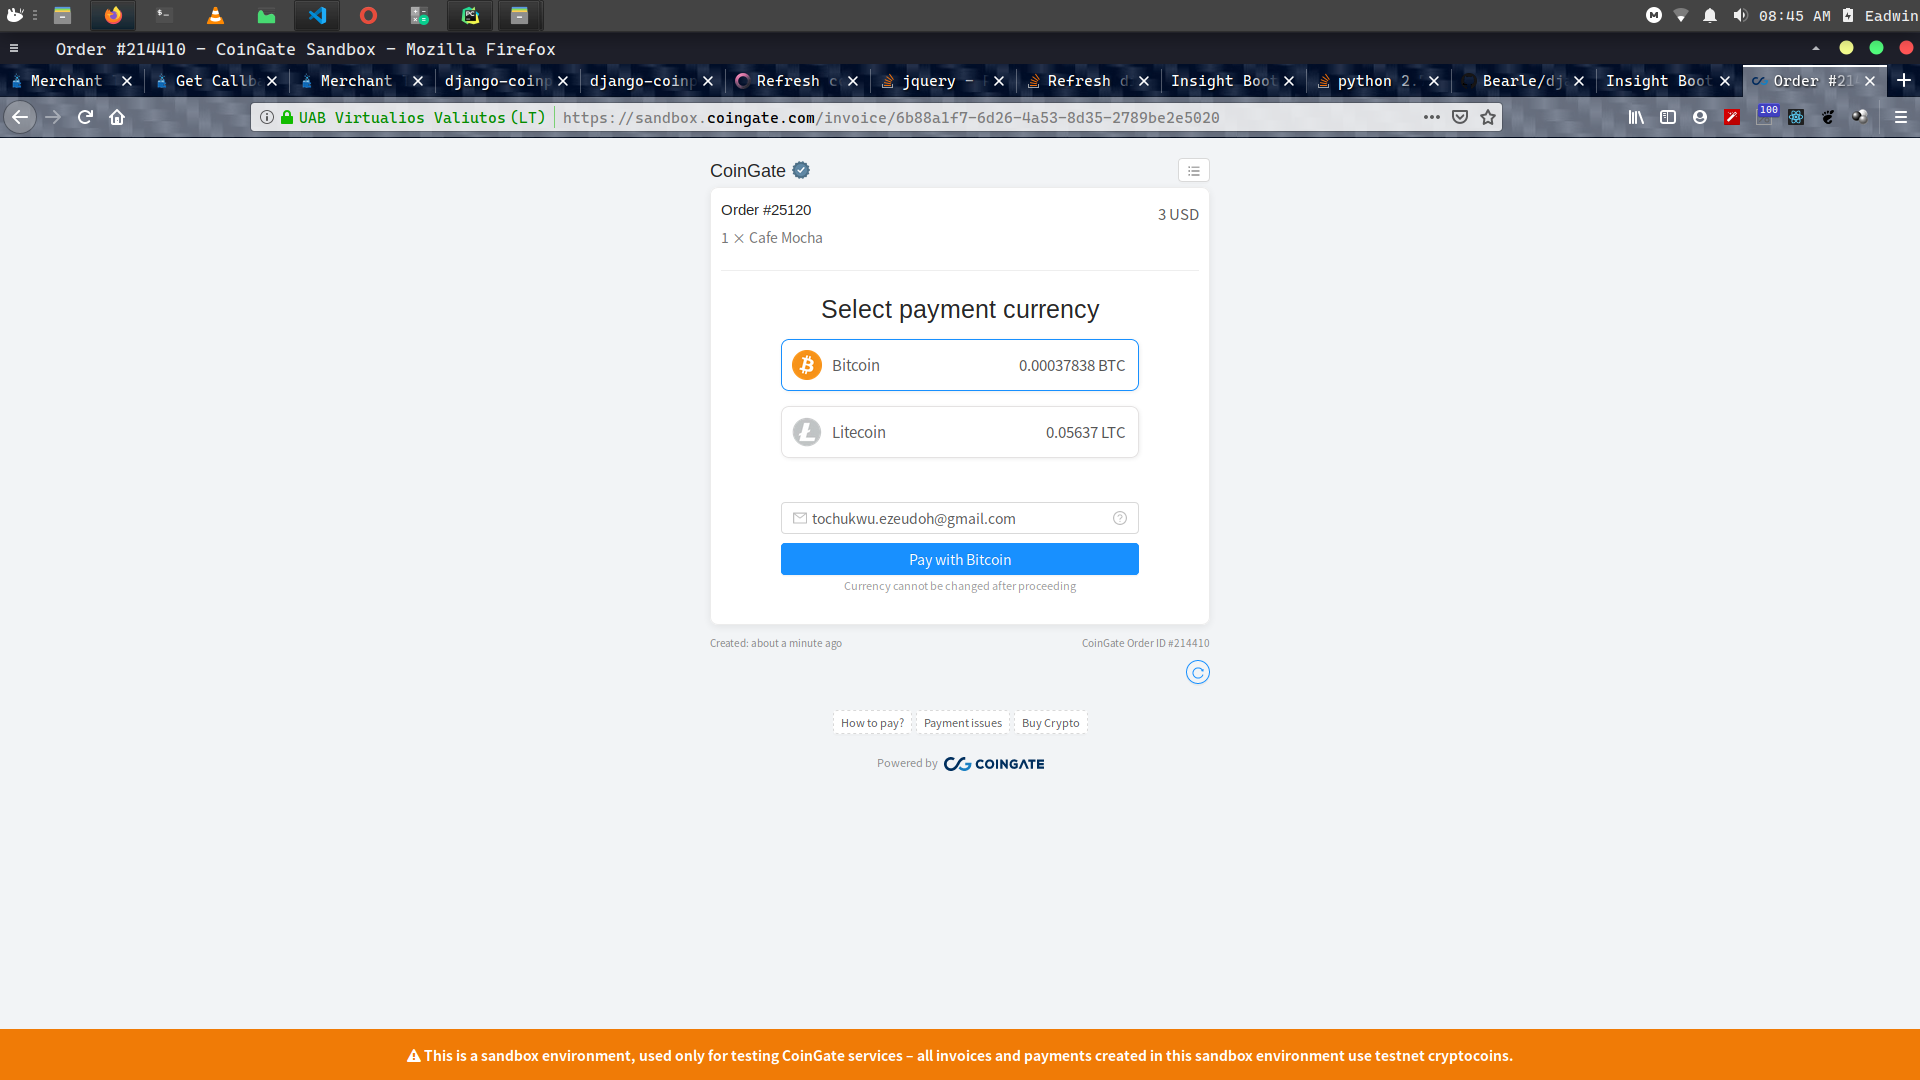 08:45 AM Eadwin
Order #214410 - CoinGate Sandbox - Mozilla Firefox
Merchant Get Callb Merchant django-coinp django-coinp Refresh c jquery - Refresh d Insight Boot python 2. Bearle/dj Insight Boot Order #21
UAB Virtualios Valiutos (LT) https://sandbox.coingate.com/invoice/6b88a1f7-6d26-4a53-8d35-2789be2e5020 100
CoinGate
Order #25120 3 USD
1 × Cafe Mocha
Select payment currency
Bitcoin 0.00037838 BTC
Litecoin 0.05637 LTC
tochukwu.ezeudoh@gmail.com
Pay with Bitcoin
Currency cannot be changed after proceeding
Created: about a minute ago CoinGate Order ID #214410
How to pay? Payment issues Buy Crypto
Powered by COINGATE
This is a sandbox environment, used only for testing CoinGate services – all invoices and payments created in this sandbox environment use testnet cryptocoins.